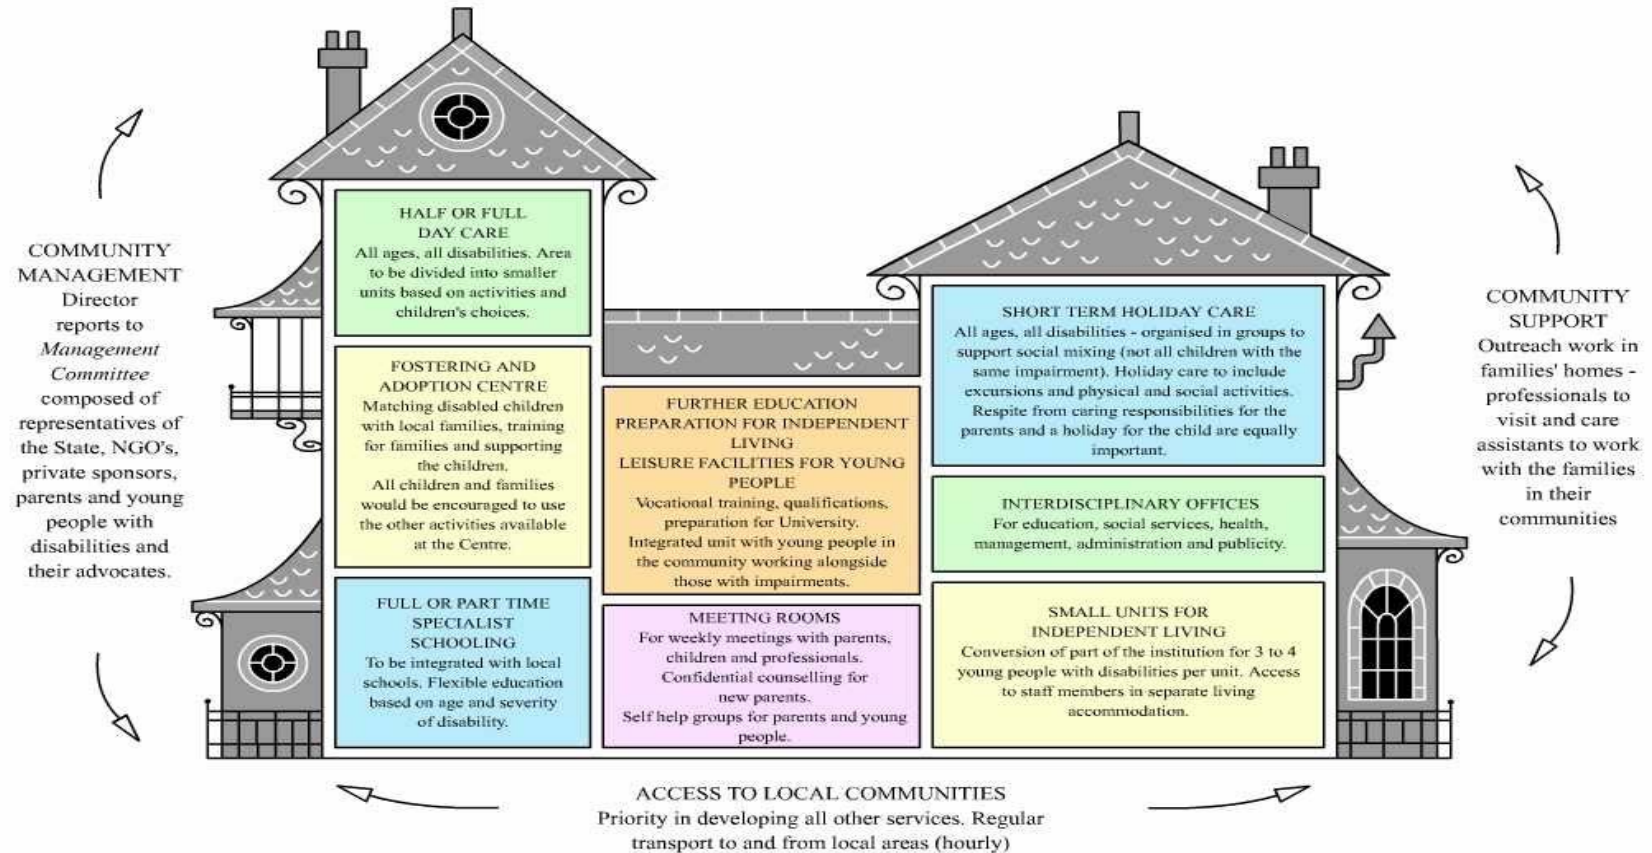 COMMUNITY
MANAGEMENT
Director
reports to
Management
Committee
composed of
representatives of
the State, NGO's,
private sponsors,
parents and young
people with
disabilities and
their advocates.
HALF OR FULL
DAY CARE
All ages, all disabilities. Area
to be divided into smaller
units based on activities and
children's choices.
FOSTERING AND
ADOPTION CENTRE
Matching disabled children
with local families, training
for families and supporting
the children.
All children and families
would be encouraged to use
the other activities available
at the Centre.
FULL OR PART TIME
SPECIALIST
SCHOOLING
To be integrated with local
schools. Flexible education
based on age and severity
of disability.
FURTHER EDUCATION
PREPARATION FOR INDEPENDENT
LIVING
LEISURE FACILITIES FOR YOUNG
PEOPLE
Vocational training, qualifications,
preparation for University.
Integrated unit with young people in
the community working alongside
those with impairments.
MEETING ROOMS
For weekly meetings with parents,
children and professionals.
Confidential counselling for
new parents.
Self help groups for parents and young
people.
SHORT TERM HOLIDAY CARE
All ages, all disabilities - organised in groups to
support social mixing (not all children with the
same impairment). Holiday care to include
excursions and physical and social activities.
Respite from caring responsibilities for the
parents and a holiday for the child are equally
important.
INTERDISCIPLINARY OFFICES
For education, social services, health,
management, administration and publicity.
SMALL UNITS FOR
INDEPENDENT LIVING
Conversion of part of the institution for 3 to 4
young people with disabilities per unit. Access
to staff members in separate living
accommodation.
COMMUNITY
SUPPORT
Outreach work in
families' homes -
professionals to
visit and care
assistants to work
with the families
in their
communities
ACCESS TO LOCAL COMMUNITIES
Priority in developing all other services. Regular
transport to and from local areas (hourly)